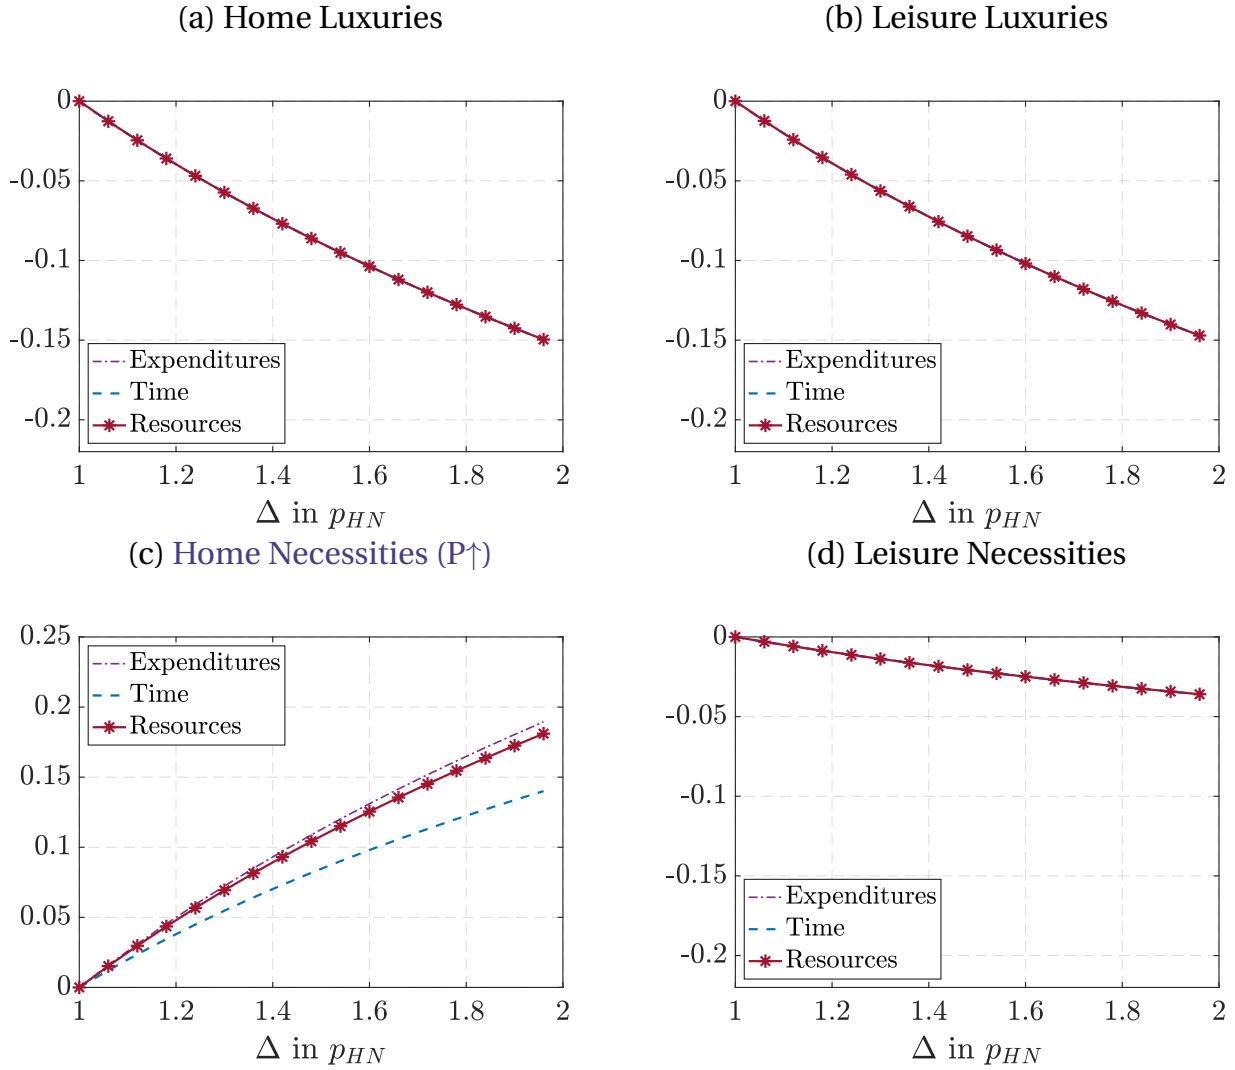 (a) Home Luxuries
0
-0.05
-0.1
-0.15
-0.2
Expenditures
Time
Resources
1 1.2 1.4 1.6 1.8 2
Δ in p_HN
(b) Leisure Luxuries
0
-0.05
-0.1
-0.15
-0.2
Expenditures
Time
Resources
1 1.2 1.4 1.6 1.8 2
Δ in p_HN
(c) Home Necessities (P↑)
0.25
0.2
0.15
0.1
0.05
0
Expenditures
Time
Resources
1 1.2 1.4 1.6 1.8 2
Δ in p_HN
(d) Leisure Necessities
0
-0.05
-0.1
-0.15
-0.2
Expenditures
Time
Resources
1 1.2 1.4 1.6 1.8 2
Δ in p_HN